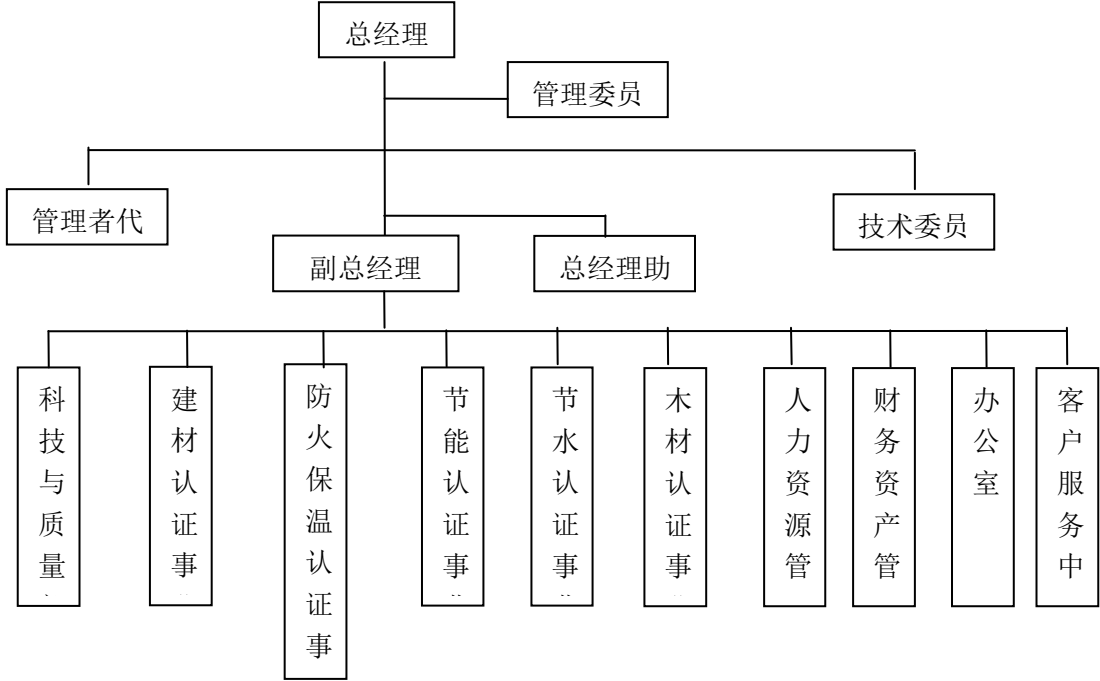 总经理
管理委员
管理者代
技术委员
副总经理
总经理助
科技与质量
建材认证事
防火保温认证事
节能认证事
节水认证事
木材认证事
人力资源管
财务资产管
办公室
客户服务中